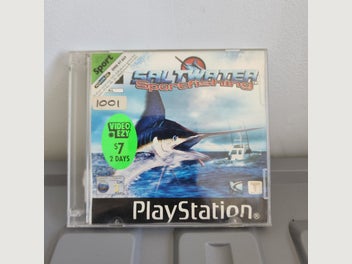 Sport
SALTWATER
Sportfishing
1001
VIDEO
EZY
$7
2 DAYS
PlayStation®